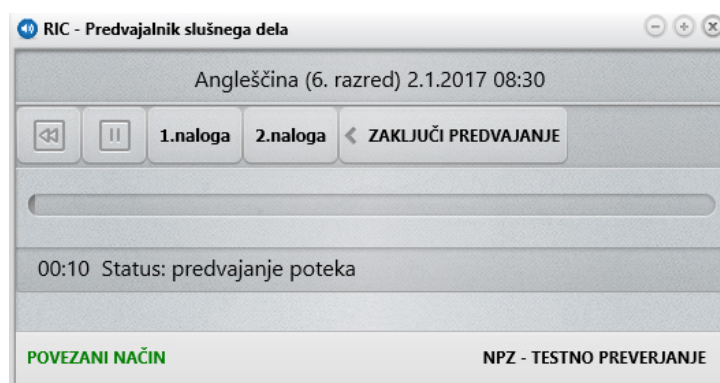 RIC - Predvajalnik slušnega dela
Angleščina (6. razred) 2.1.2017 08:30
1.naloga 2.naloga ZAKLJUČI PREDVAJANJE
00:10 Status: predvajanje poteka
POVEZANI NAČIN NPZ - TESTNO PREVERJANJE